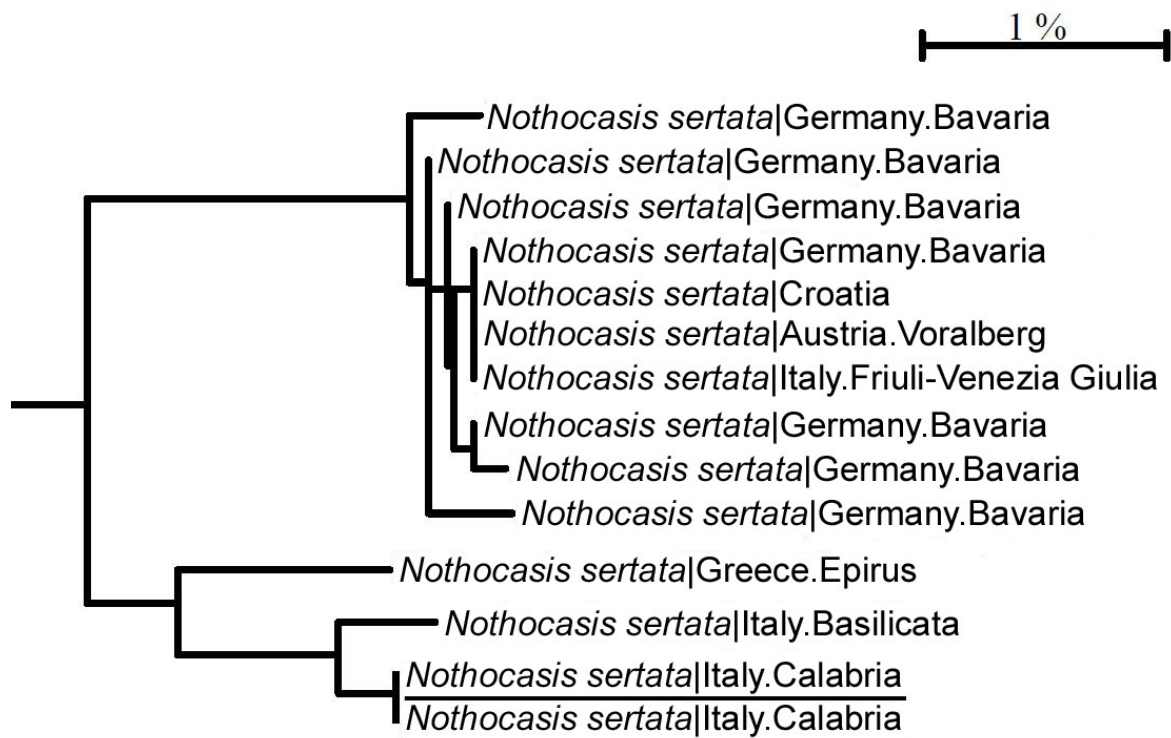 1 %
Nothocasis sertata|Germany.Bavaria
Nothocasis sertata|Germany.Bavaria
Nothocasis sertata|Germany.Bavaria
Nothocasis sertata|Germany.Bavaria
Nothocasis sertata|Croatia
Nothocasis sertata|Austria.Voralberg
Nothocasis sertata|Italy.Friuli-Venezia Giulia
Nothocasis sertata|Germany.Bavaria
Nothocasis sertata|Germany.Bavaria
Nothocasis sertata|Germany.Bavaria
Nothocasis sertata|Greece.Epirus
Nothocasis sertata|Italy.Basilicata
Nothocasis sertata|Italy.Calabria
Nothocasis sertata|Italy.Calabria